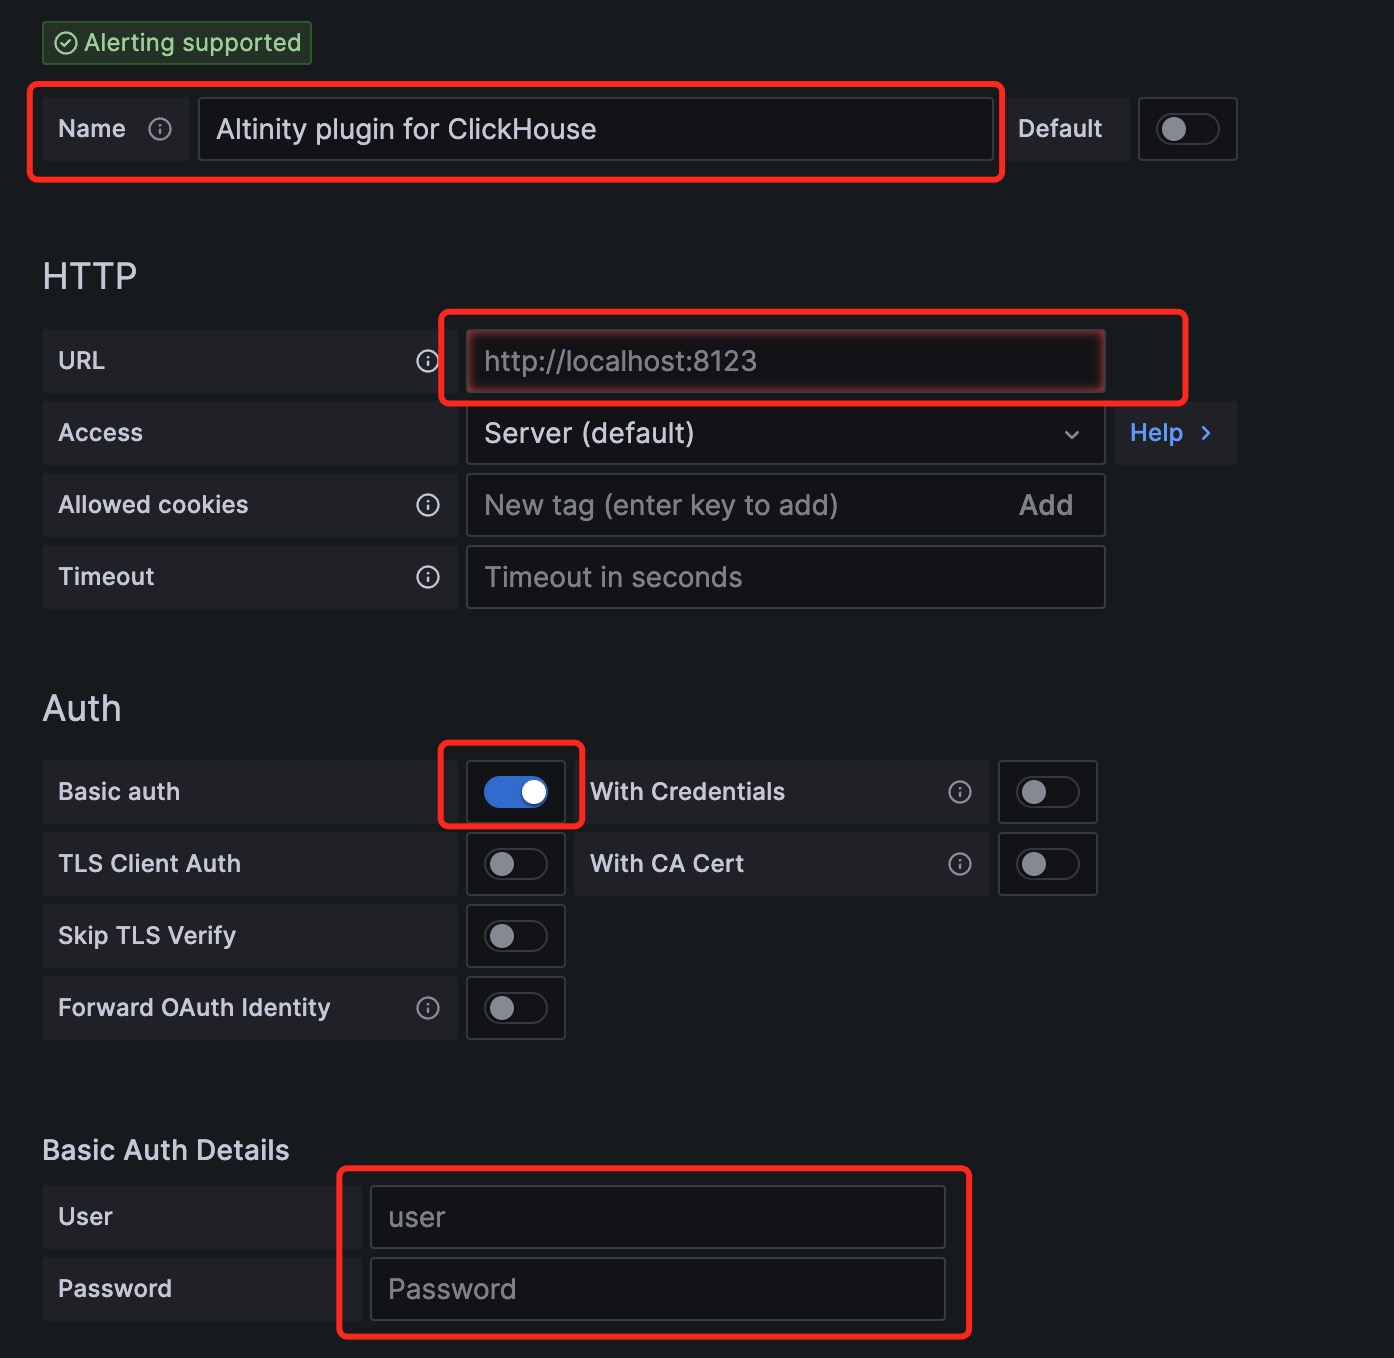 Alerting supported
Name Altinity plugin for ClickHouse Default
HTTP
URL http://localhost:8123
Access Server (default) Help
Allowed cookies New tag (enter key to add) Add
Timeout Timeout in seconds
Auth
Basic auth With Credentials
TLS Client Auth With CA Cert
Skip TLS Verify
Forward OAuth Identity
Basic Auth Details
User user
Password Password